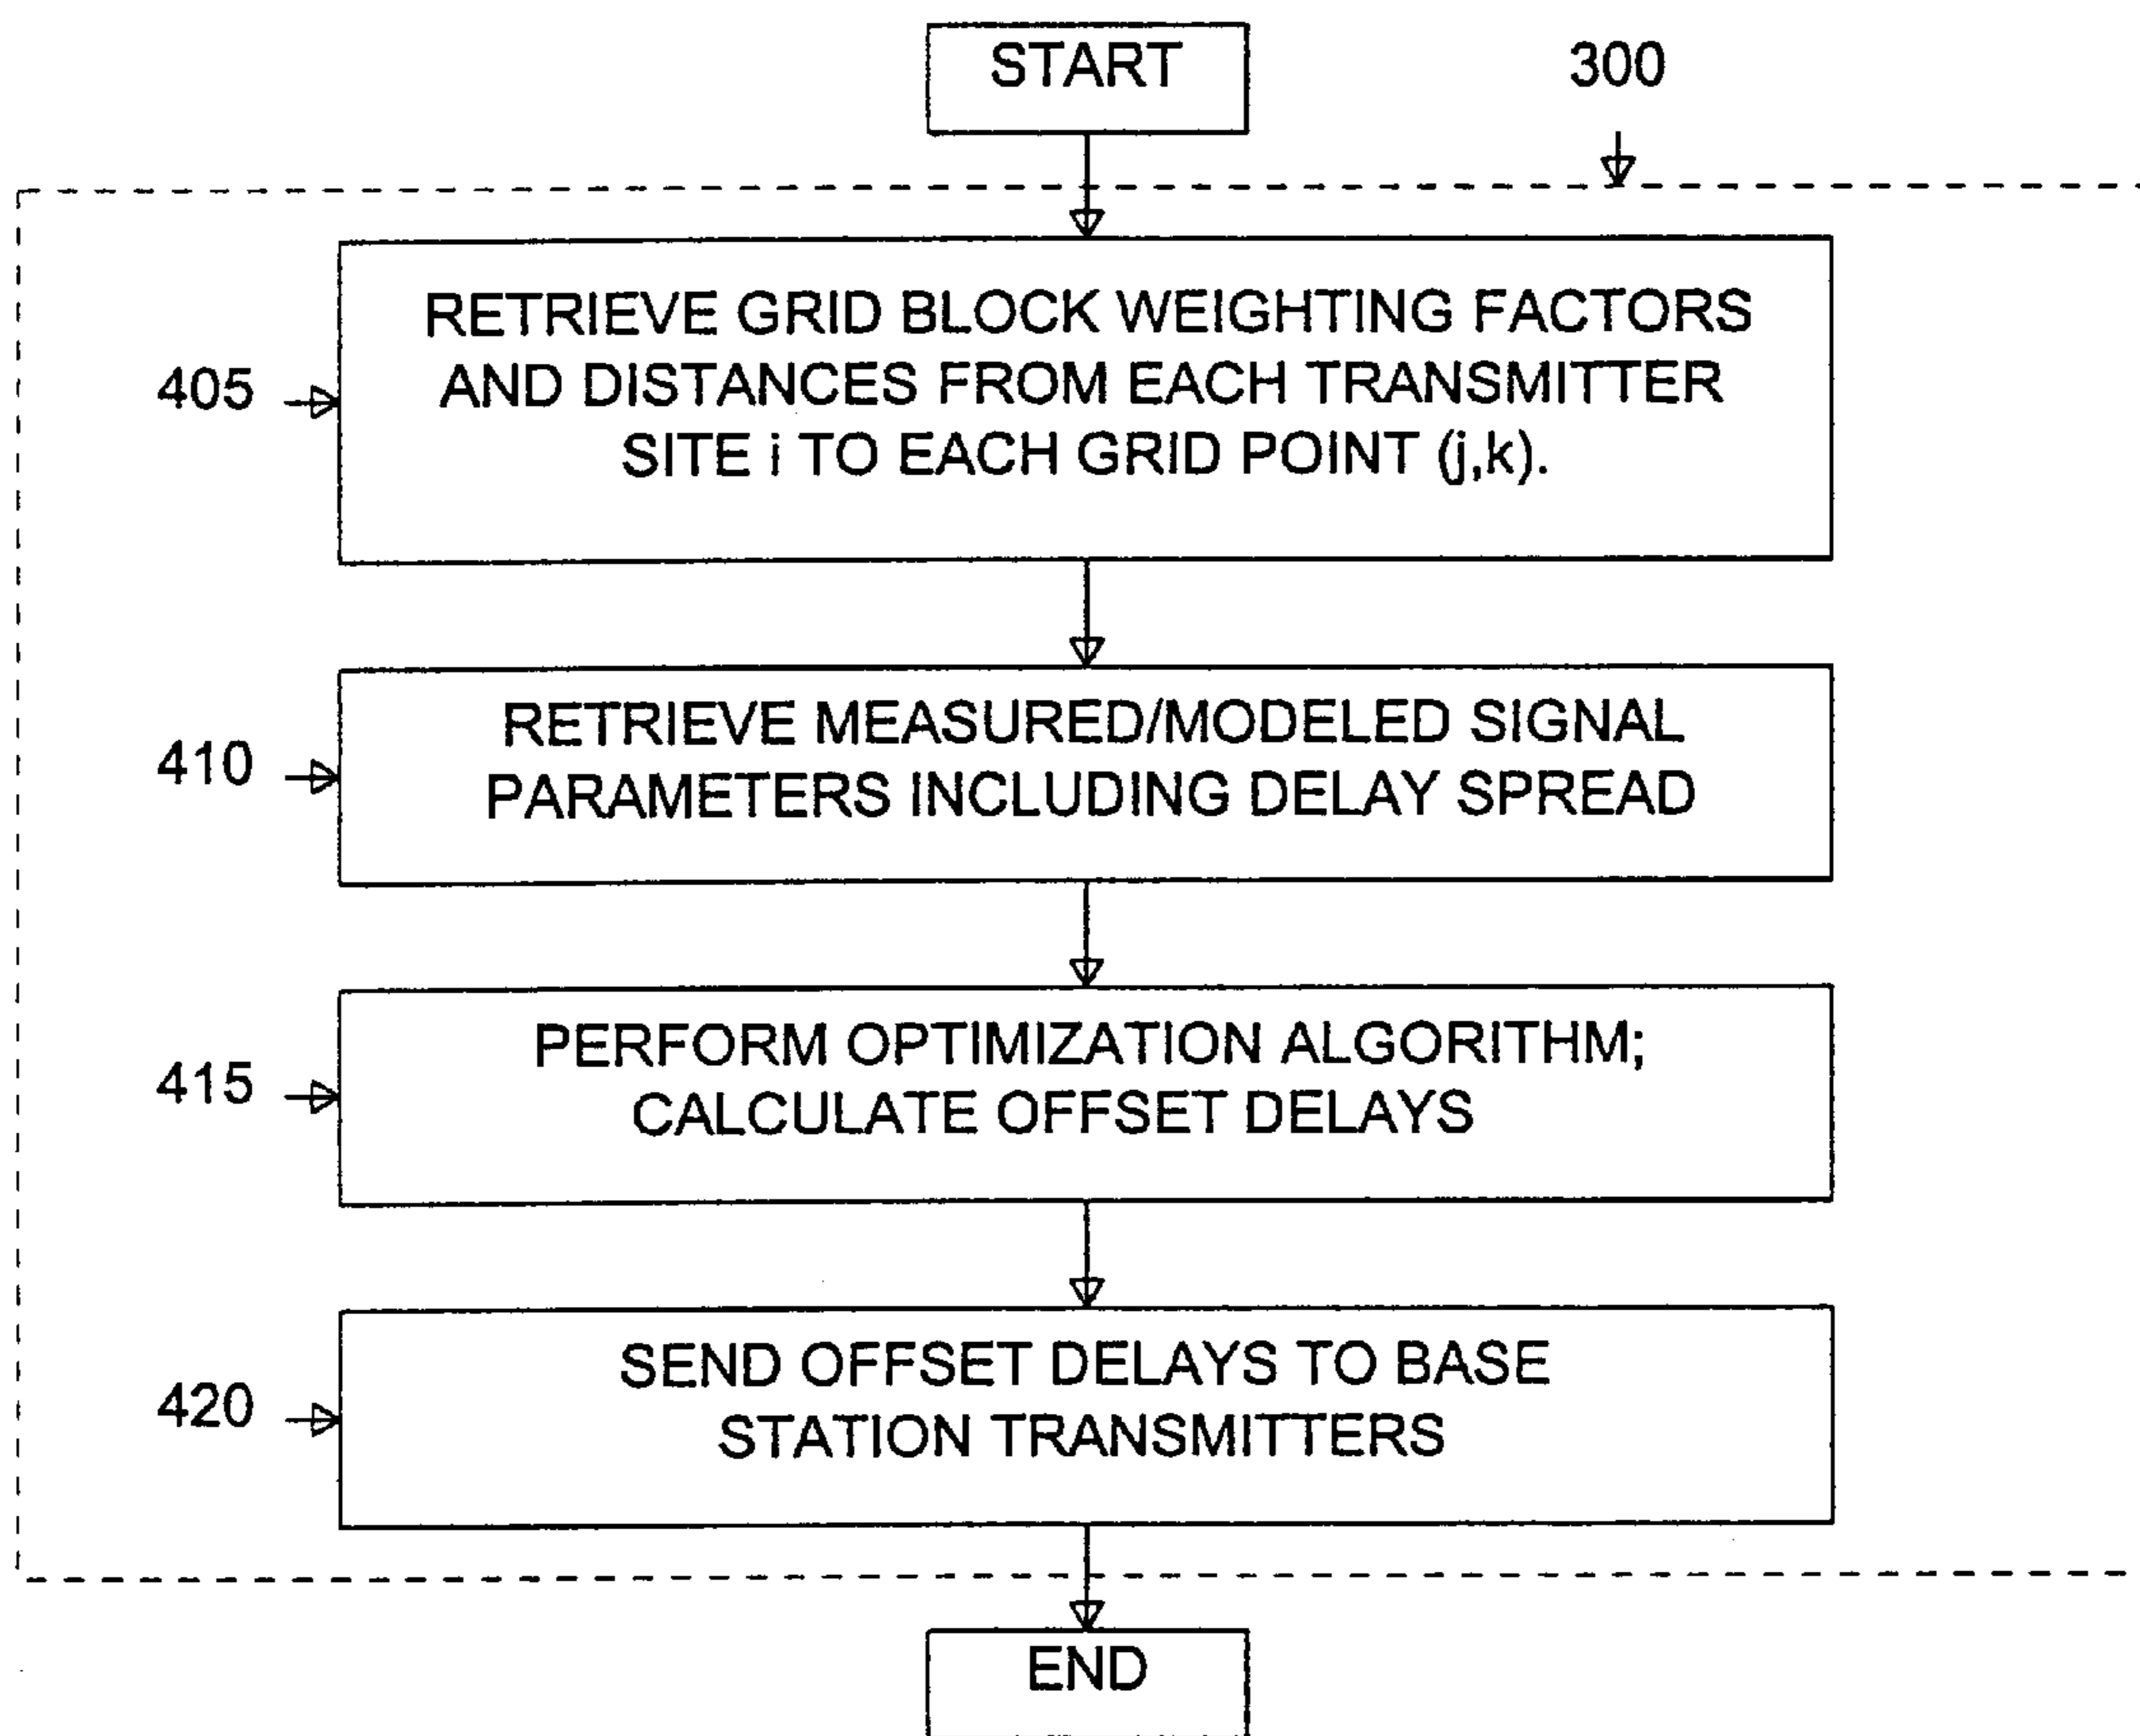 START
300
RETRIEVE GRID BLOCK WEIGHTING FACTORS
AND DISTANCES FROM EACH TRANSMITTER
SITE i TO EACH GRID POINT (j,k).
405
RETRIEVE MEASURED/MODELED SIGNAL
PARAMETERS INCLUDING DELAY SPREAD
410
PERFORM OPTIMIZATION ALGORITHM;
CALCULATE OFFSET DELAYS
415
SEND OFFSET DELAYS TO BASE
STATION TRANSMITTERS
420
END